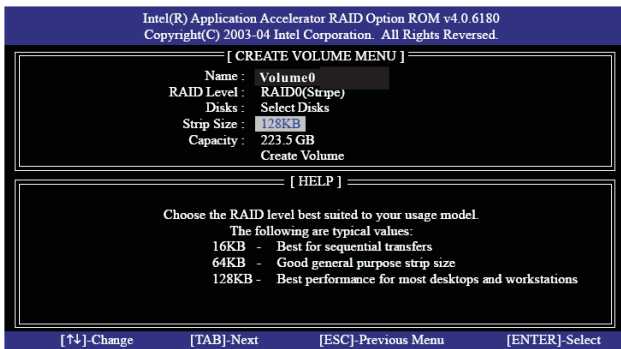 Intel(R) Application Accelerator RAID Option ROM v4.0.6180
Copyright(C) 2003-04 Intel Corporation. All Rights Reversed.
[ CREATE VOLUME MENU ]
Name : Volume0
RAID Level : RAID0(Stripe)
Disks : Select Disks
Strip Size : 128KB
Capacity : 223.5 GB
Create Volume
[ HELP ]
Choose the RAID level best suited to your usage model.
The following are typical values:
16KB - Best for sequential transfers
64KB - Good general purpose strip size
128KB - Best performance for most desktops and workstations
[↑↓]-Change [TAB]-Next [ESC]-Previous Menu [ENTER]-Select